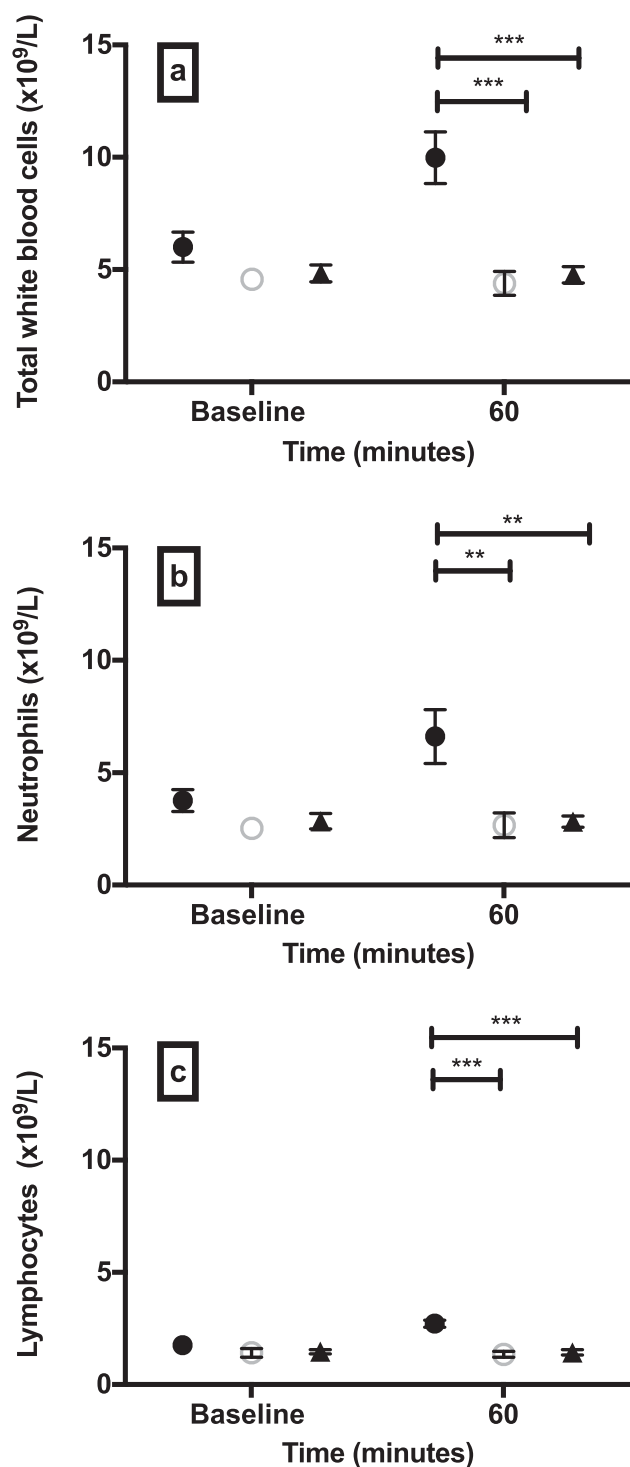 Total white blood cells (x10⁹/L)
a
***
***
15
10
5
0
Baseline 60
Time (minutes)
Neutrophils (x10⁹/L)
b
**
**
15
10
5
0
Baseline 60
Time (minutes)
Lymphocytes (x10⁹/L)
c
***
***
15
10
5
0
Baseline 60
Time (minutes)